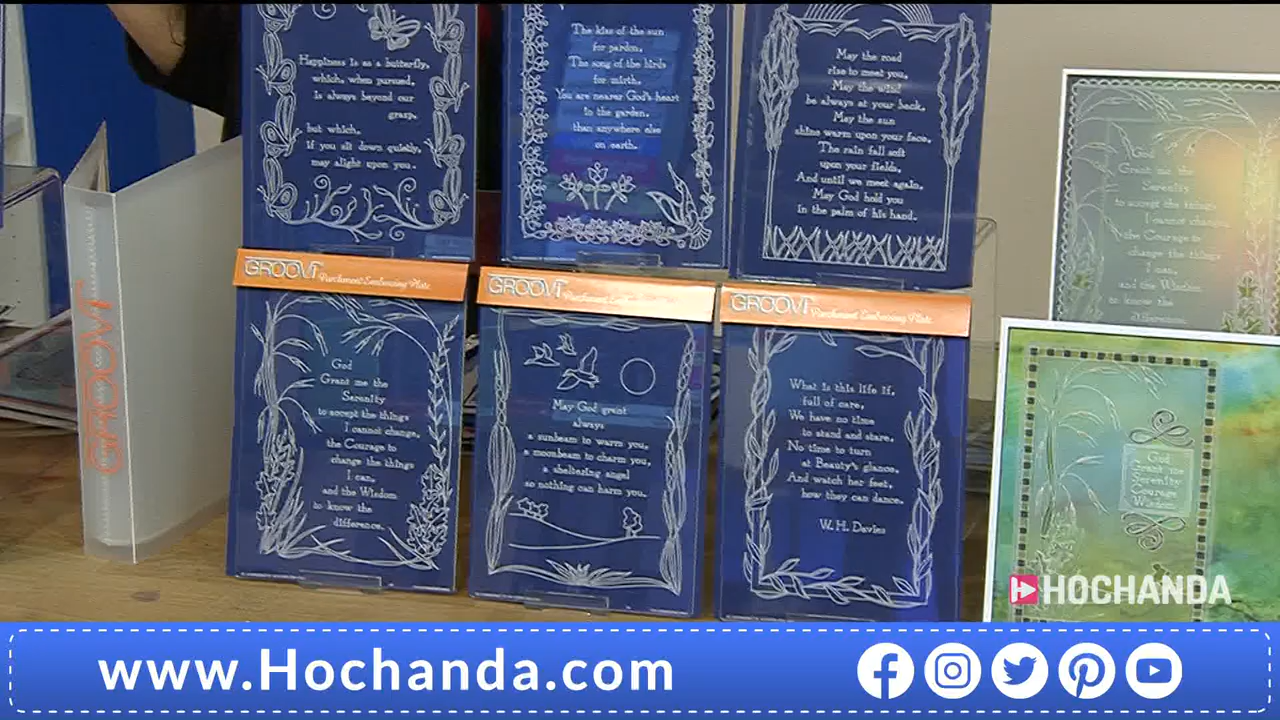 Happiness is as a butterfly,
which, when pursued,
is always beyond our
grasp,
but which,
if you sit down quietly,
may alight upon you.
The kiss of the sun
for pardon,
The song of the birds
for mirth,
You are nearer God's heart
in the garden,
than anywhere else
on earth.
May the road
rise to meet you,
May the wind
be always at your back,
May the sun
shine warm upon your face,
The rain fall soft
upon your fields,
And until we meet again,
May God hold you
in the palm of his hand.
God
Grant me the
Serenity
to accept the things
I cannot change,
the Courage to
change the things
I can,
and the Wisdom
to know the
difference.
GROOVI Parchment Embossing Plate
GROOVI Parchment Embossing Plate
GROOVI Parchment Embossing Plate
God
Grant me the
Serenity
to accept the things
I cannot change,
the Courage to
change the things
I can,
and the Wisdom
to know the
difference.
May God grant
always
a sunbeam to warm you,
a moonbeam to charm you,
a sheltering angel
so nothing can harm you.
What is this life if,
full of care,
We have no time
to stand and stare.
No time to turn
at Beauty's glance,
And watch her feet,
how they can dance.
W. H. Davies
God
Grant me
Serenity
Courage
Wisdom
HOCHANDA
www.Hochanda.com